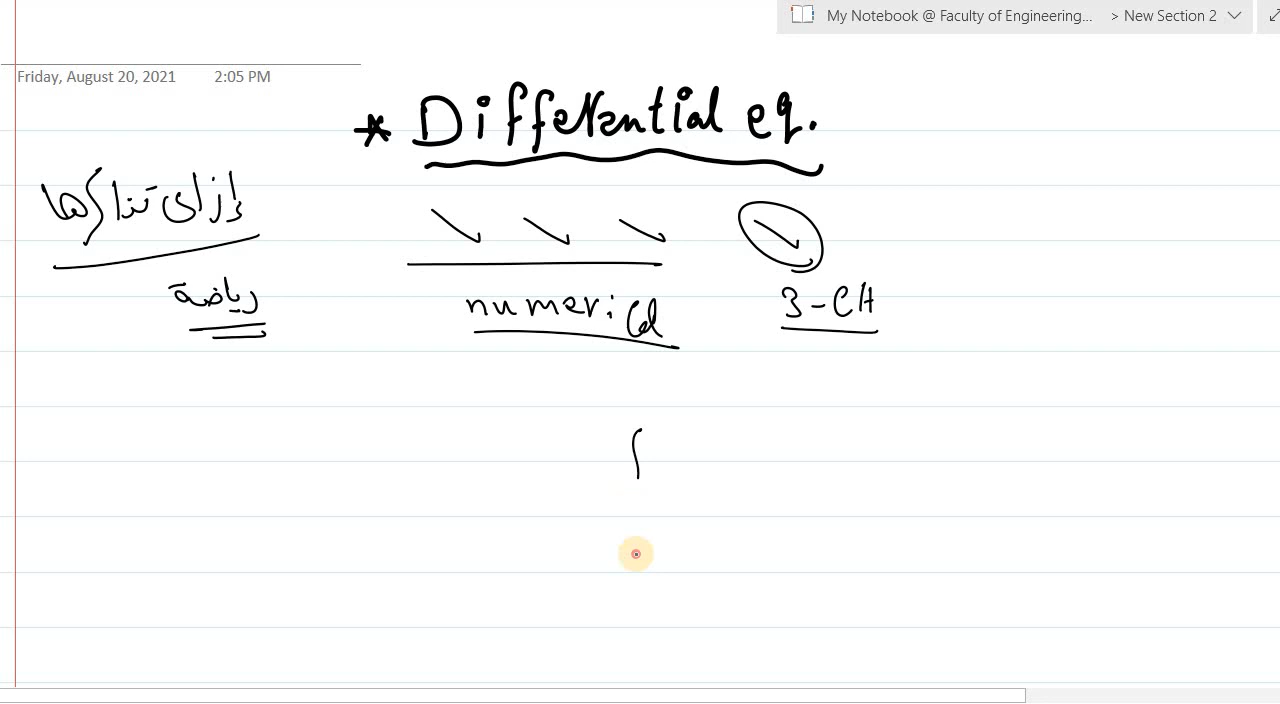 My Notebook @ Faculty of Engineering... > New Section 2
Friday, August 20, 2021 2:05 PM
* Differential eq.
إزاى تذاكرها
رياضة
numerical
3-CH